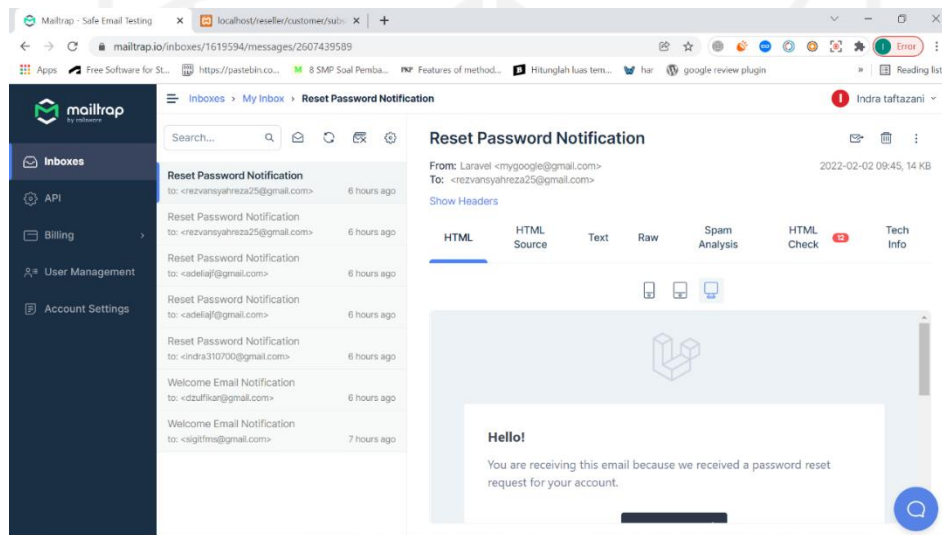 Mailtrap - Safe Email Testing
localhost/reseller/customer/subs
mailtrap.io/inboxes/1619594/messages/2607439589
Error
Apps
Free Software for St...
https://pastebin.co...
8 SMP Soal Pemba...
Features of method...
Hitunglah luas tem...
har
google review plugin
»
Reading list
mailtrap
by railsware
Inboxes › My Inbox › Reset Password Notification
Indra taftazani
Inboxes
API
Billing
User Management
Account Settings
Search...
Reset Password Notification
to: <rezvansyahreza25@gmail.com> 6 hours ago
Reset Password Notification
to: <rezvansyahreza25@gmail.com> 6 hours ago
Reset Password Notification
to: <adeliajf@gmail.com> 6 hours ago
Reset Password Notification
to: <adeliajf@gmail.com> 6 hours ago
Reset Password Notification
to: <indra310700@gmail.com> 6 hours ago
Welcome Email Notification
to: <dzulfikar@gmail.com> 6 hours ago
Welcome Email Notification
to: <sigitfms@gmail.com> 7 hours ago
Reset Password Notification
From: Laravel <mygoogle@gmail.com> 2022-02-02 09:45, 14 KB
To: <rezvansyahreza25@gmail.com>
Show Headers
HTML
HTML Source
Text
Raw
Spam Analysis
HTML Check 12
Tech Info
Hello!
You are receiving this email because we received a password reset
request for your account.